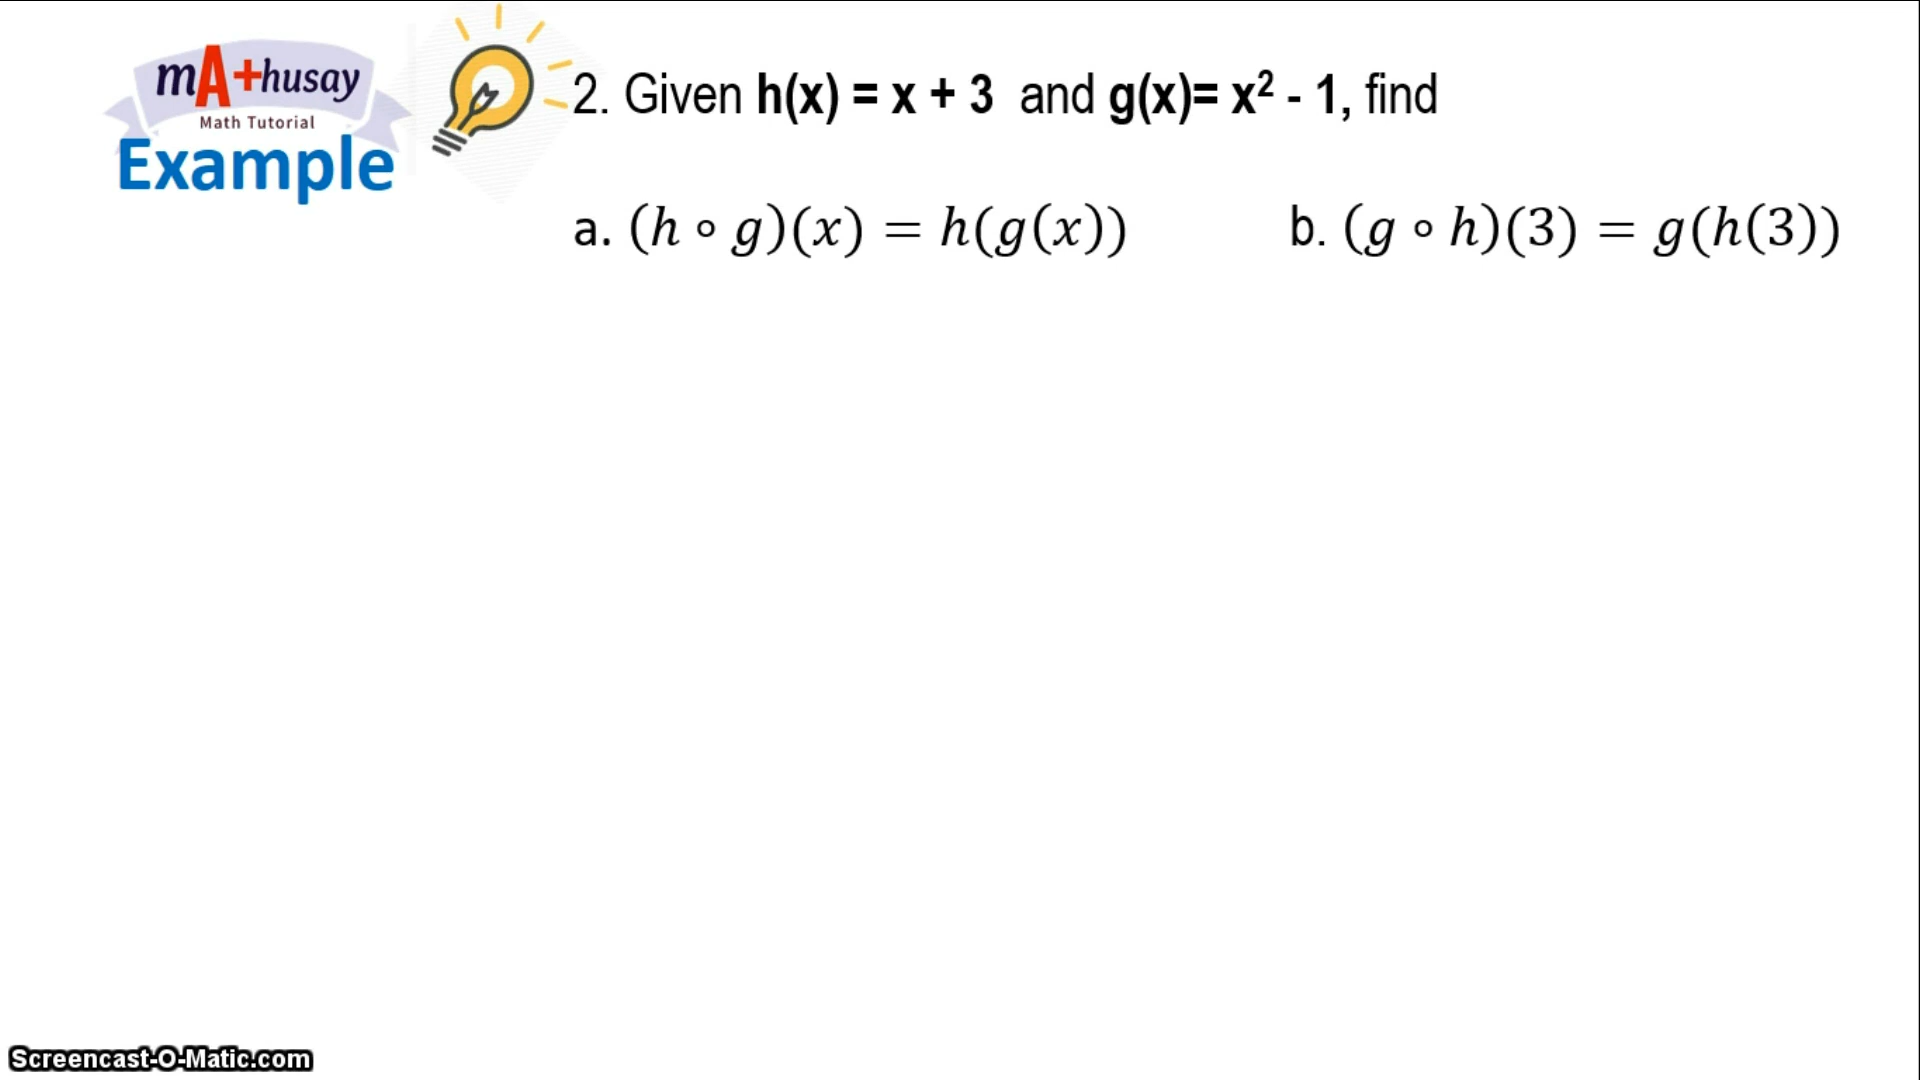 mA+husay
Math Tutorial
Example
2. Given h(x) = x + 3 and g(x)= x² - 1, find
a. (h ∘ g)(x) = h(g(x))
b. (g ∘ h)(3) = g(h(3))
Screencast-O-Matic.com